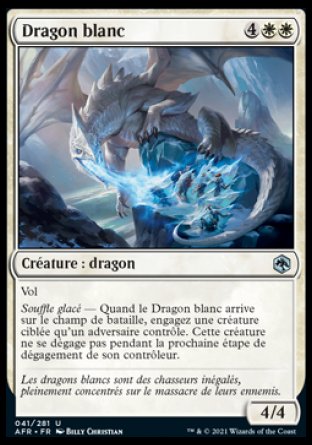 Dragon blanc 4
Créature : dragon
Vol
Souffle glacé — Quand le Dragon blanc arrive
sur le champ de bataille, engagez une créature
ciblée qu'un adversaire contrôle. Cette créature
ne se dégage pas pendant la prochaine étape de
dégagement de son contrôleur.
Les dragons blancs sont des chasseurs inégalés,
pleinement concentrés sur le massacre de leurs ennemis.
4/4
041/281 U
AFR • FR BILLY CHRISTIAN
™ & © 2021 Wizards of the Coast